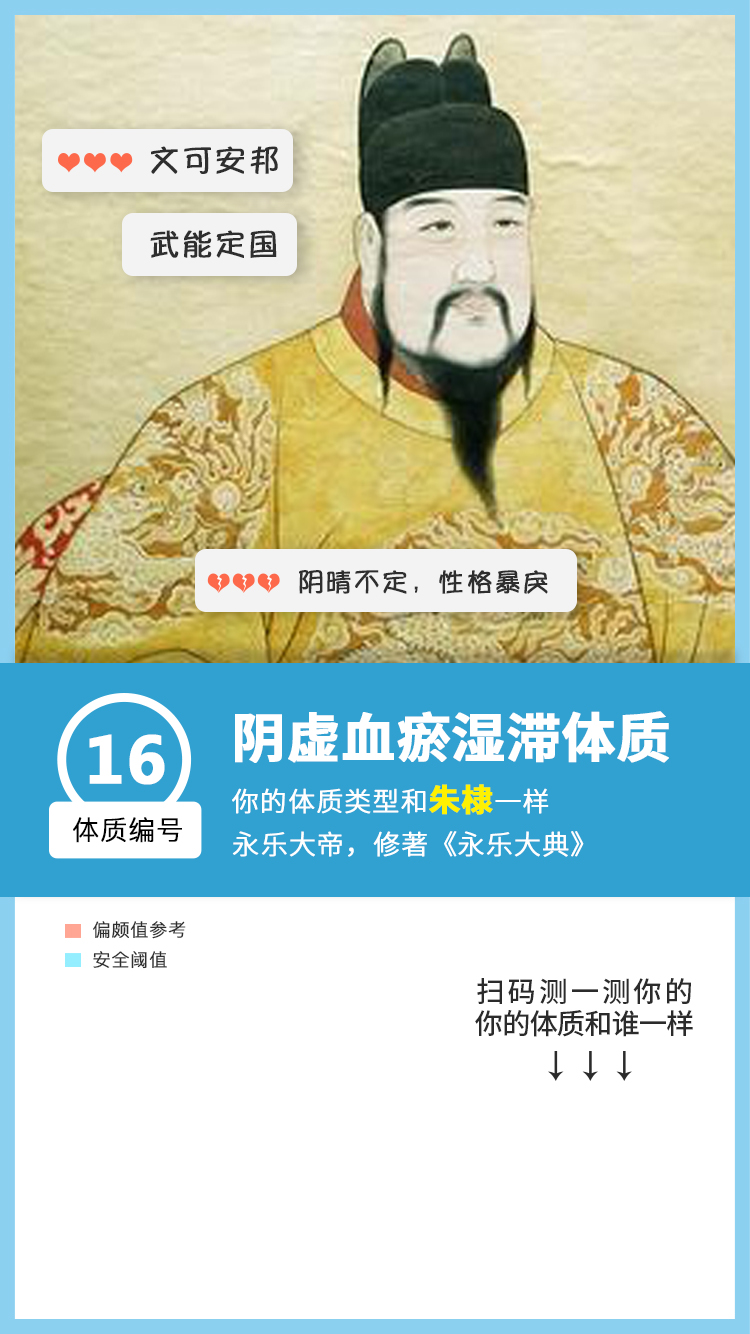 文可安邦
武能定国
阴晴不定，性格暴戾
16
体质编号
阴虚血瘀湿滞体质
你的体质类型和朱棣一样
永乐大帝，修著《永乐大典》
偏颇值参考
安全阈值
扫码测一测你的
你的体质和谁一样
↓ ↓ ↓